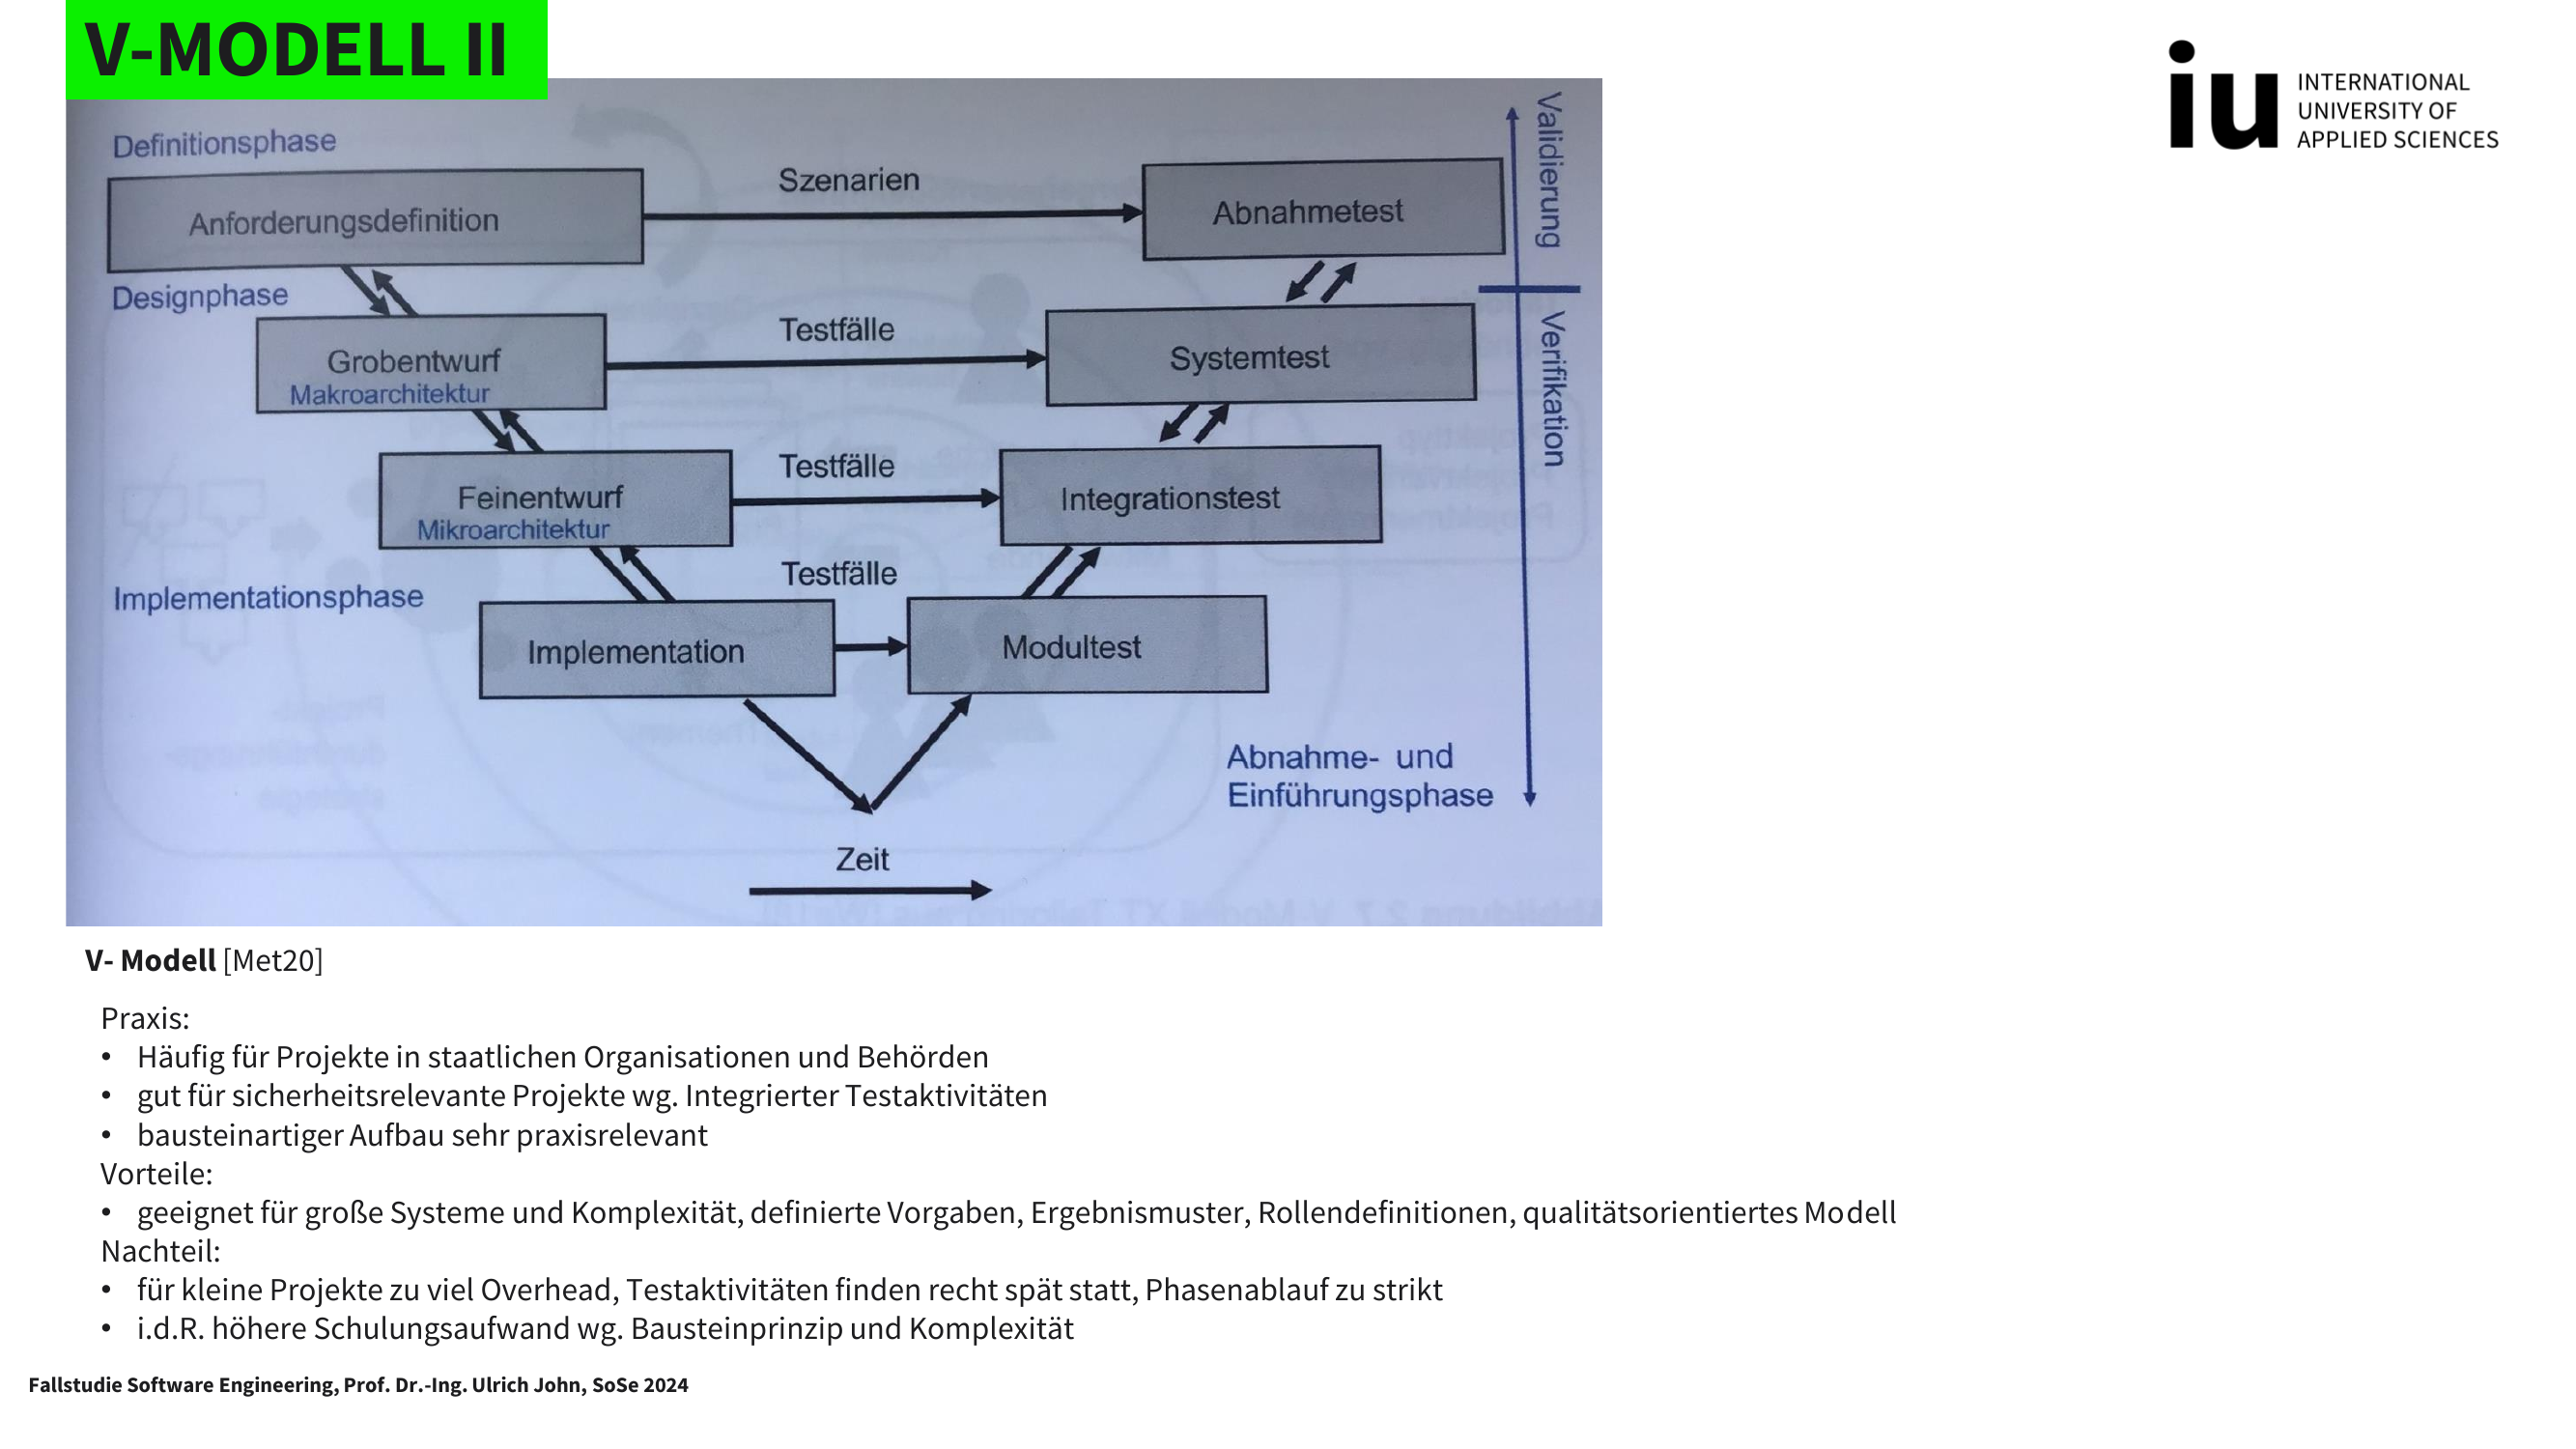 V-MODELL II
INTERNATIONAL
UNIVERSITY OF
APPLIED SCIENCES
iu
Definitionsphase
Szenarien
Anforderungsdefinition
Abnahmetest
Validierung
Designphase
Testfälle
Grobentwurf
Makroarchitektur
Systemtest
Verifikation
Testfälle
Feinentwurf
Mikroarchitektur
Integrationstest
Testfälle
Implementationsphase
Implementation
Modultest
Abnahme- und
Einführungsphase
Zeit
V- Modell [Met20]
Praxis:
• Häufig für Projekte in staatlichen Organisationen und Behörden
• gut für sicherheitsrelevante Projekte wg. Integrierter Testaktivitäten
• bausteinartiger Aufbau sehr praxisrelevant
Vorteile:
• geeignet für große Systeme und Komplexität, definierte Vorgaben, Ergebnismuster, Rollendefinitionen, qualitätsorientiertes Modell
Nachteil:
• für kleine Projekte zu viel Overhead, Testaktivitäten finden recht spät statt, Phasenablauf zu strikt
• i.d.R. höhere Schulungsaufwand wg. Bausteinprinzip und Komplexität
Fallstudie Software Engineering, Prof. Dr.-Ing. Ulrich John, SoSe 2024